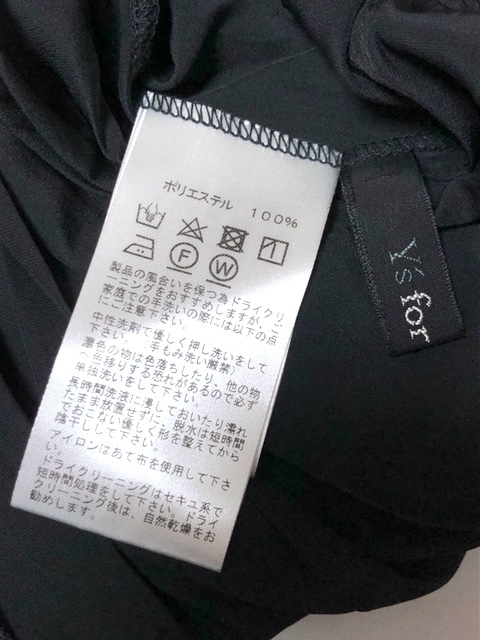 ポリエステル 100%
F W
製品の風合いを保つ為ドライクリ
ーニングをおすすめしますが、ご
家庭での手洗いの際には以下の点
にご注意下さい。
中性洗剤で優しく押し洗いをして
下さい。(手もみ洗い厳禁)
濃色の物は色落ちしたり、他の物
へ色移りする恐れがあるので必ず
単独洗いをして下さい。
長時間洗液に浸しておいたり濡れ
たまま放置せずに、脱水は短時間
でおこない優しく形を整えてから
陰干しして下さい。
アイロンはあて布を使用して下さ
い。
ドライクリーニングはセキユ系で
短時間処理をして下さい。ドライ
クリーニング後は、自然乾燥をお
勧めします。
Y's for